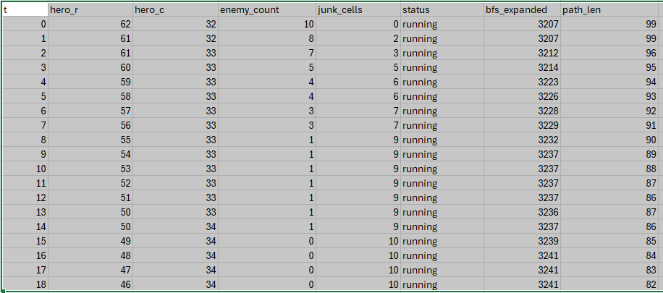 t hero_r hero_c enemy_count junk_cells status bfs_expanded path_len
0 62 32 10 0 running 3207 99
1 61 32 8 2 running 3207 99
2 61 33 7 3 running 3212 96
3 60 33 5 5 running 3214 95
4 59 33 4 6 running 3223 94
5 58 33 4 6 running 3226 93
6 57 33 3 7 running 3228 92
7 56 33 3 7 running 3229 91
8 55 33 1 9 running 3232 90
9 54 33 1 9 running 3237 89
10 53 33 1 9 running 3237 88
11 52 33 1 9 running 3237 87
12 51 33 1 9 running 3237 86
13 50 33 1 9 running 3236 87
14 50 34 1 9 running 3237 86
15 49 34 0 10 running 3239 85
16 48 34 0 10 running 3241 84
17 47 34 0 10 running 3241 83
18 46 34 0 10 running 3241 82